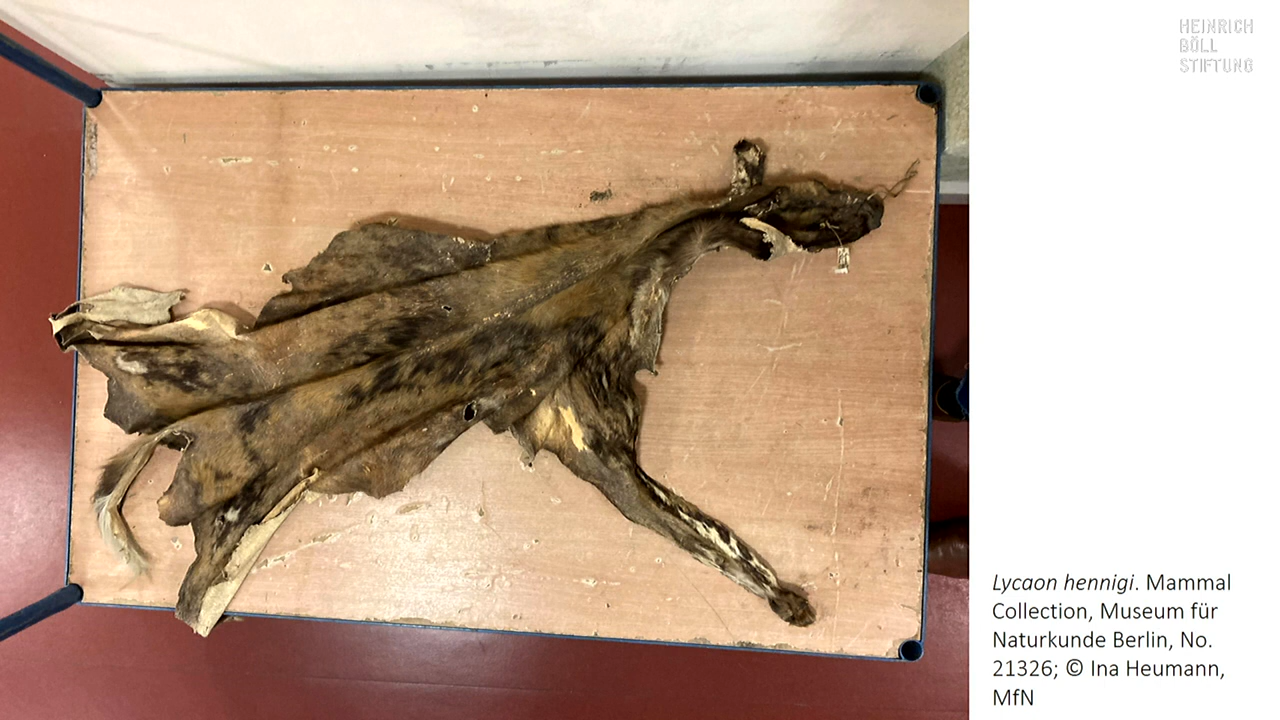 HEINRICH
BÖLL
STIFTUNG
Lycaon hennigi. Mammal
Collection, Museum für
Naturkunde Berlin, No.
21326; © Ina Heumann,
MfN